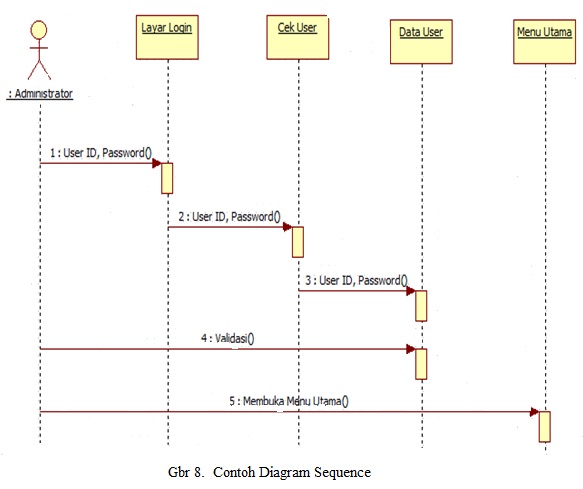 Layar Login
Cek User
Data User
Menu Utama
: Administrator
1 : User ID, Password()
2 : User ID, Password()
3 : User ID, Password()
4 : Validasi()
5 : Membuka Menu Utama()
Gbr 8. Contoh Diagram Sequence